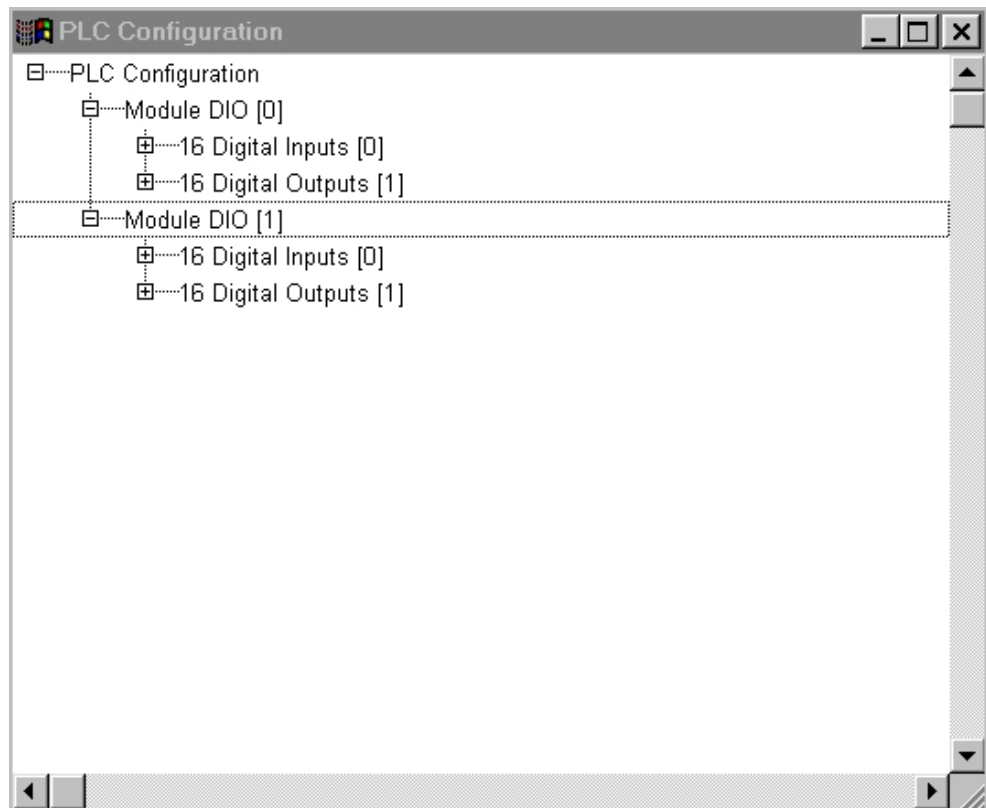 PLC Configuration
PLC Configuration
Module DIO [0]
16 Digital Inputs [0]
16 Digital Outputs [1]
Module DIO [1]
16 Digital Inputs [0]
16 Digital Outputs [1]